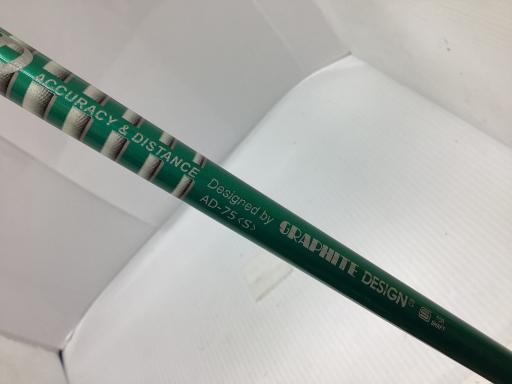 D
ACCURACY & DISTANCE
Designed by GRAPHITE DESIGN®
AD-75<S>